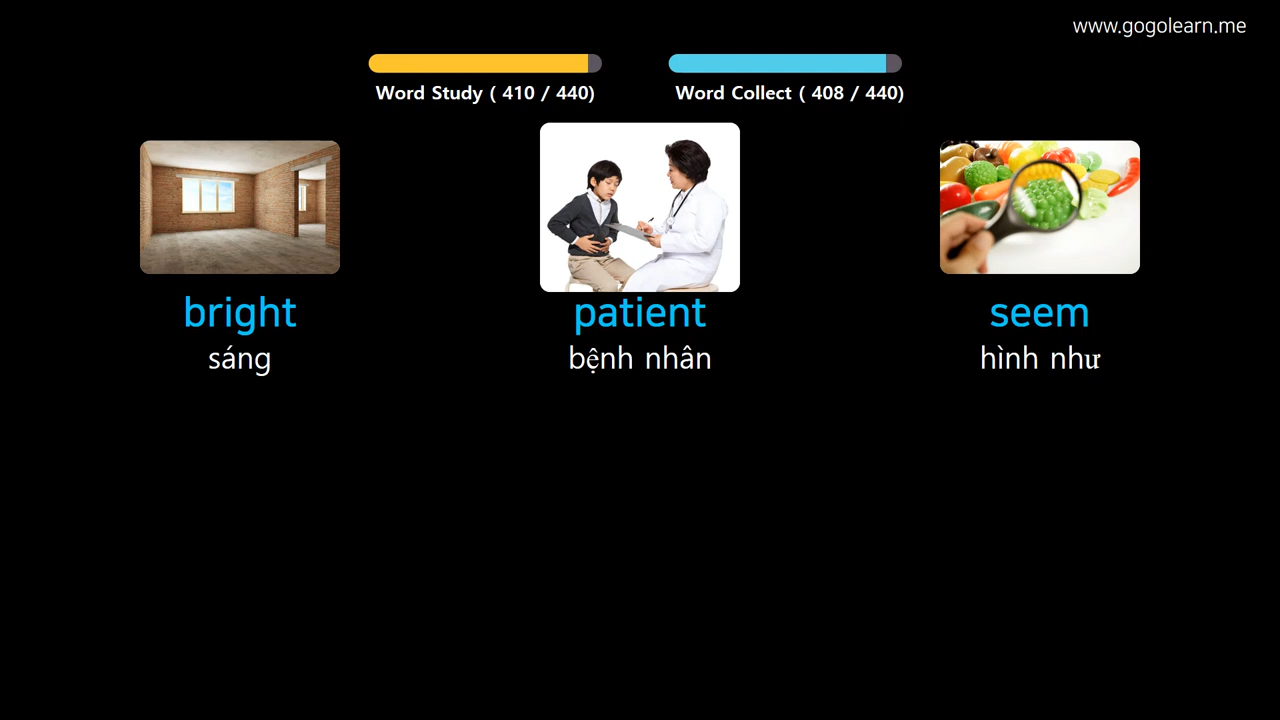 www.gogolearn.me
Word Study ( 410 / 440)
Word Collect ( 408 / 440)
bright
patient
seem
sáng
bệnh nhân
hình như